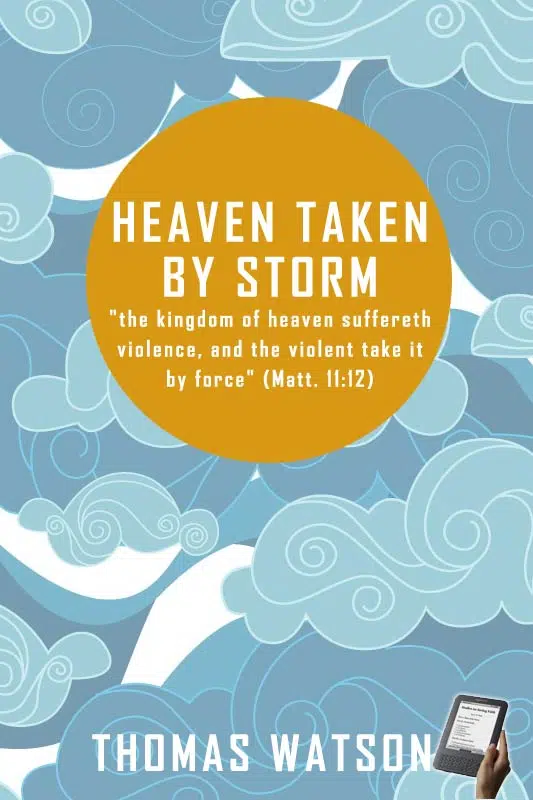 HEAVEN TAKEN
BY STORM
"the kingdom of heaven suffereth
violence, and the violent take it
by force" (Matt. 11:12)
THOMAS WATSON